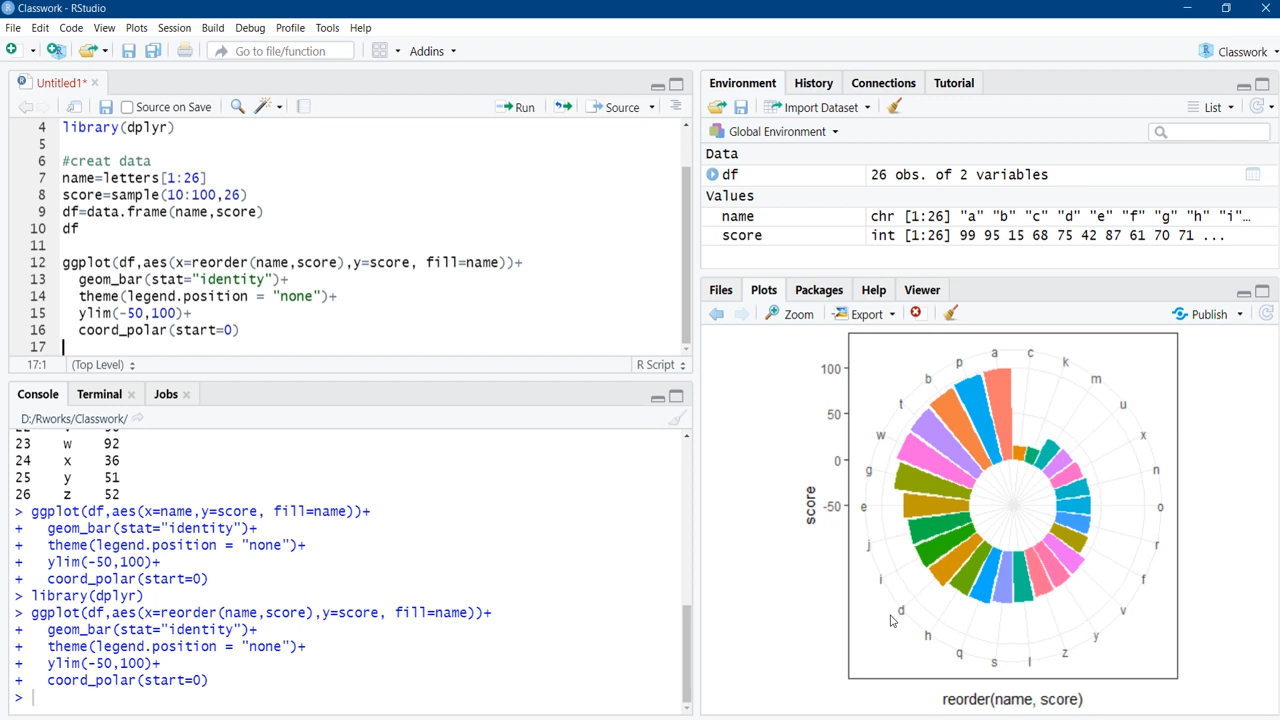 Classwork - RStudio
File Edit Code View Plots Session Build Debug Profile Tools Help
Go to file/function Addins Classwork
Untitled1*
Source on Save Run Source
4 library(dplyr)
5
6 #creat data
7 name=letters[1:26]
8 score=sample(10:100,26)
9 df=data.frame(name,score)
10 df
11
12 ggplot(df,aes(x=reorder(name,score),y=score, fill=name))+
13 geom_bar(stat="identity")+
14 theme(legend.position = "none")+
15 ylim(-50,100)+
16 coord_polar(start=0)
17
17:1 (Top Level) R Script
Console Terminal Jobs
D:/Rworks/Classwork/
23 w 92
24 x 36
25 y 51
26 z 52
> ggplot(df,aes(x=name,y=score, fill=name))+
+ geom_bar(stat="identity")+
+ theme(legend.position = "none")+
+ ylim(-50,100)+
+ coord_polar(start=0)
> library(dplyr)
> ggplot(df,aes(x=reorder(name,score),y=score, fill=name))+
+ geom_bar(stat="identity")+
+ theme(legend.position = "none")+
+ ylim(-50,100)+
+ coord_polar(start=0)
>
Environment History Connections Tutorial
Import Dataset List
Global Environment
Data
df 26 obs. of 2 variables
Values
name chr [1:26] "a" "b" "c" "d" "e" "f" "g" "h" "i"…
score int [1:26] 99 95 15 68 75 42 87 61 70 71 ...
Files Plots Packages Help Viewer
Zoom Export Publish
100
50
0
-50
score
a
c
k
m
u
x
n
o
r
f
v
y
z
l
s
q
h
d
i
j
e
g
w
t
b
p
reorder(name, score)